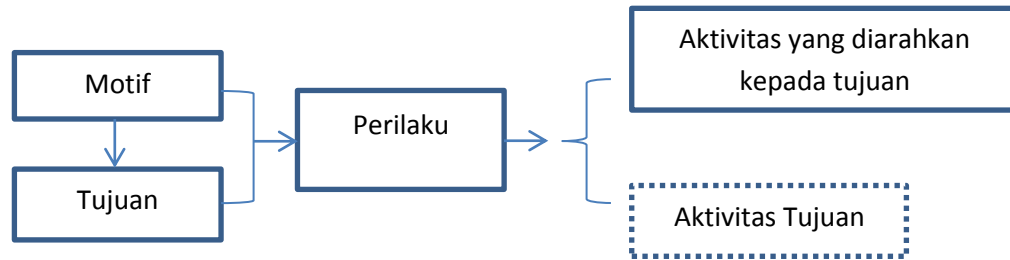 Motif
Tujuan
Perilaku
Aktivitas yang diarahkan
kepada tujuan
Aktivitas Tujuan